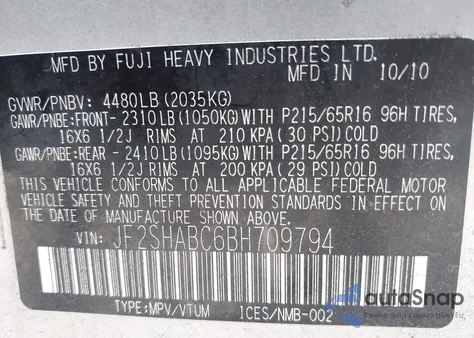 MFD BY FUJI HEAVY INDUSTRIES LTD.
MFD IN 10/10
GVWR/PNBV: 4480LB(2035KG)
GAWR/PNBE:FRONT-2310LB(1050KG)WITH P215/65R16 96H TIRES,
16X6 1/2J RIMS AT 210 KPA(30 PSI)COLD
GAWR/PNBE:REAR -2410LB(1095KG)WITH P215/65R16 96H TIRES,
16X6 1/2J RIMS AT 200 KPA(29 PSI)COLD
THIS VEHICLE CONFORMS TO ALL APPLICABLE FEDERAL MOTOR
VEHICLE SAFETY, BUMPER AND THEFT PREVENTION STANDARDS
IN EFFECT ON THE DATE OF MANUFACTURE SHOWN ABOVE.
VIN: JF2SHABC6BH709794
TYPE:MPV/VTUM ICES/NMB-002
autoSnap